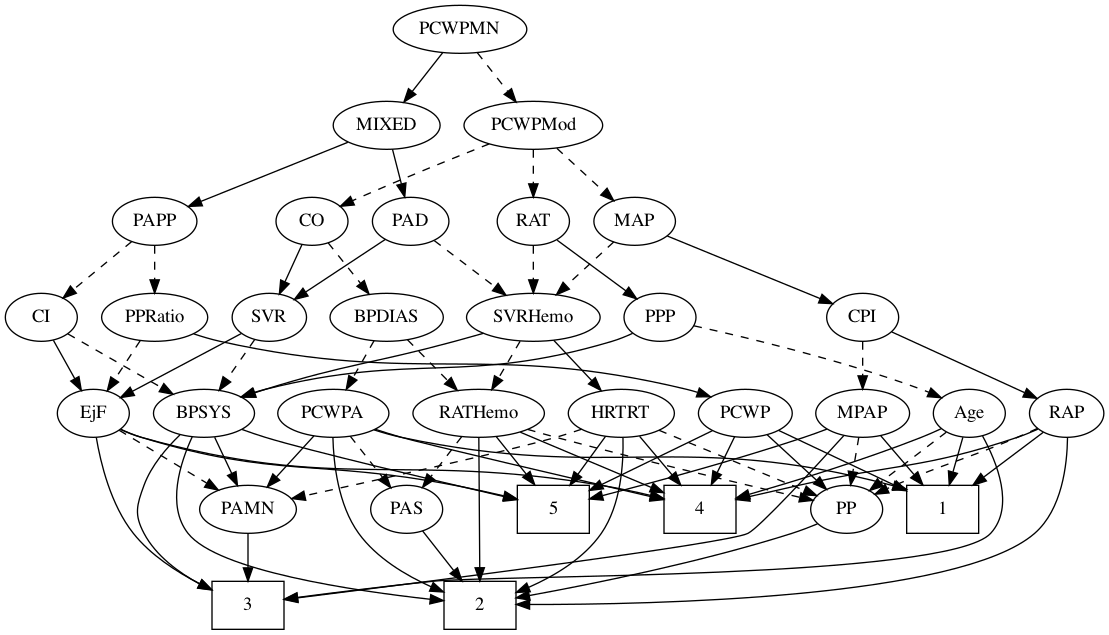 PCWPMN
MIXED
PCWPMod
PAPP
CO
PAD
RAT
MAP
CI
PPRatio
SVR
BPDIAS
SVRHemo
PPP
CPI
EjF
BPSYS
PCWPA
RATHemo
HRTRT
PCWP
MPAP
Age
RAP
PAMN
PAS
5
4
PP
1
3
2